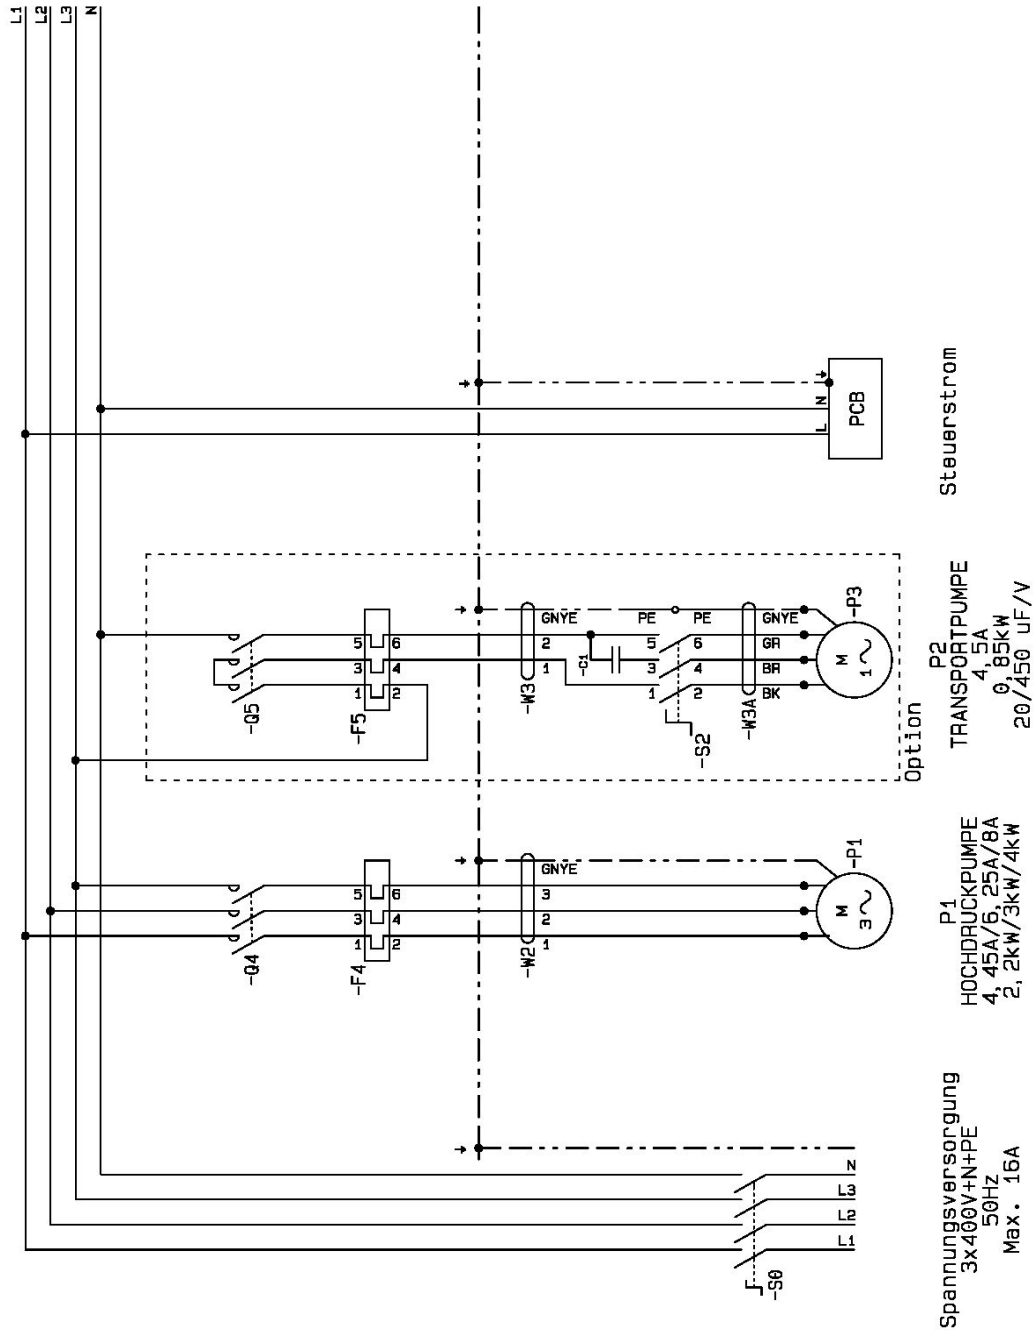 L1
L2
L3
N
-Q4
-F4
1
2
3
4
5
6
-W2
1
2
3
GNYE
M
3~
-P1
-Q5
-F5
1
2
3
4
5
6
-W3
1
2
GNYE
-C1
1
3
5
PE
2
4
6
PE
-S2
-W3A
BK
BR
GR
GNYE
M
1~
-P3
Option
L
N
PCB
-S0
L1
L2
L3
N
Spannungsversorgung
3x400V+N+PE
50Hz
Max. 16A
P1
HOCHDRUCKPUMPE
4,45A/6,25A/8A
2,2kW/3kW/4kW
P2
TRANSPORTPUMPE
4,5A
0,85kW
20/450 uF/V
Steuerstrom